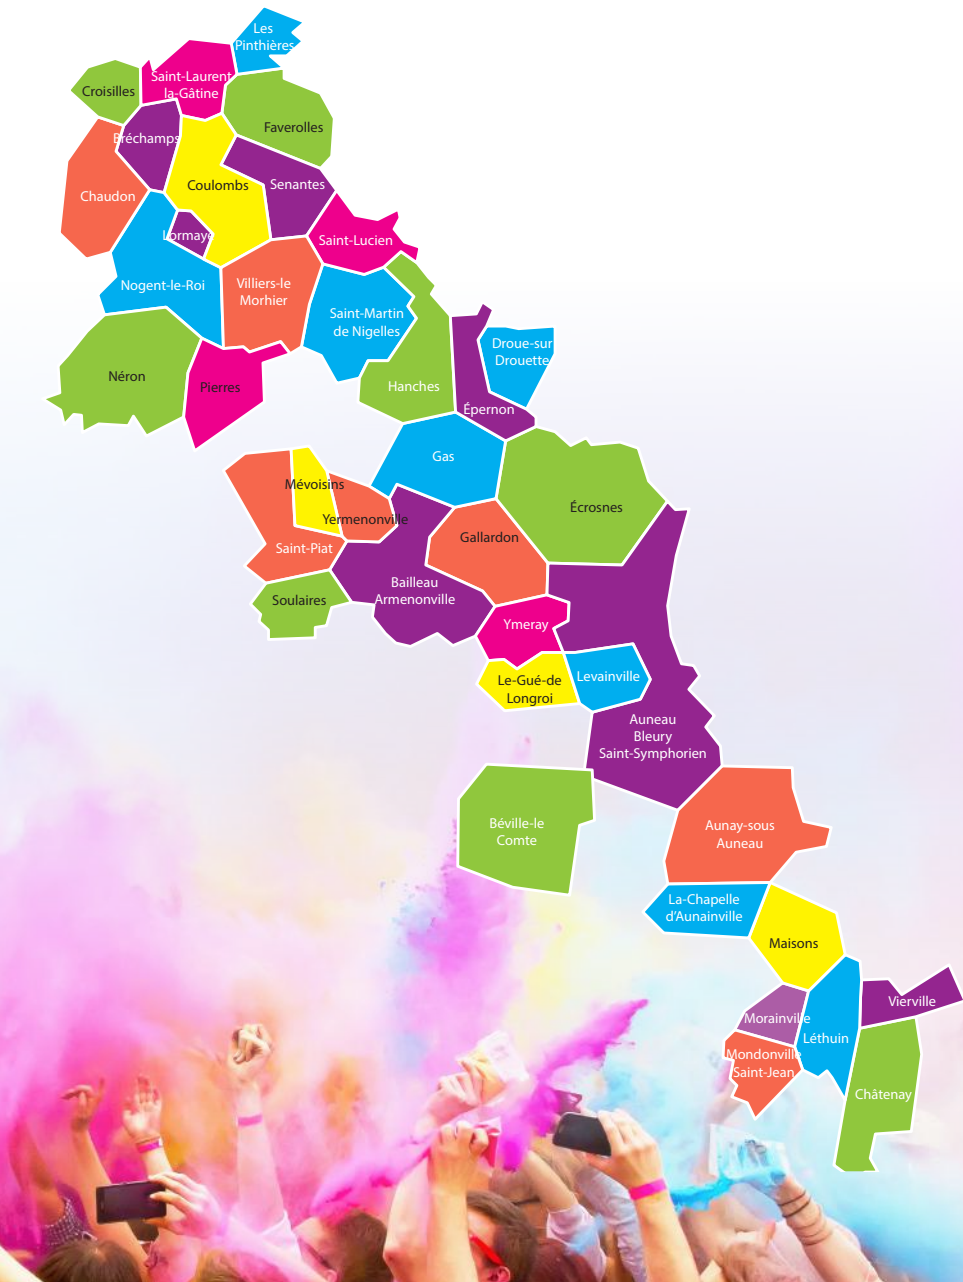 Les
Pinthières
Saint-Laurent
la-Gâtine
Croisilles
Faverolles
Bréchamps
Coulombs
Senantes
Chaudon
Lormaye
Saint-Lucien
Nogent-le-Roi
Villiers-le
Morhier
Saint-Martin
de Nigelles
Droue-sur
Drouette
Néron
Pierres
Hanches
Épernon
Gas
Mévoisins
Yermenonville
Écrosnes
Saint-Piat
Gallardon
Bailleau
Armenonville
Soulaires
Ymeray
Le-Gué-de
Longroi
Levainville
Auneau
Bleury
Saint-Symphorien
Béville-le
Comte
Aunay-sous
Auneau
La-Chapelle
d'Aunainville
Maisons
Vierville
Morainville
Léthuin
Mondonville
Saint-Jean
Châtenay